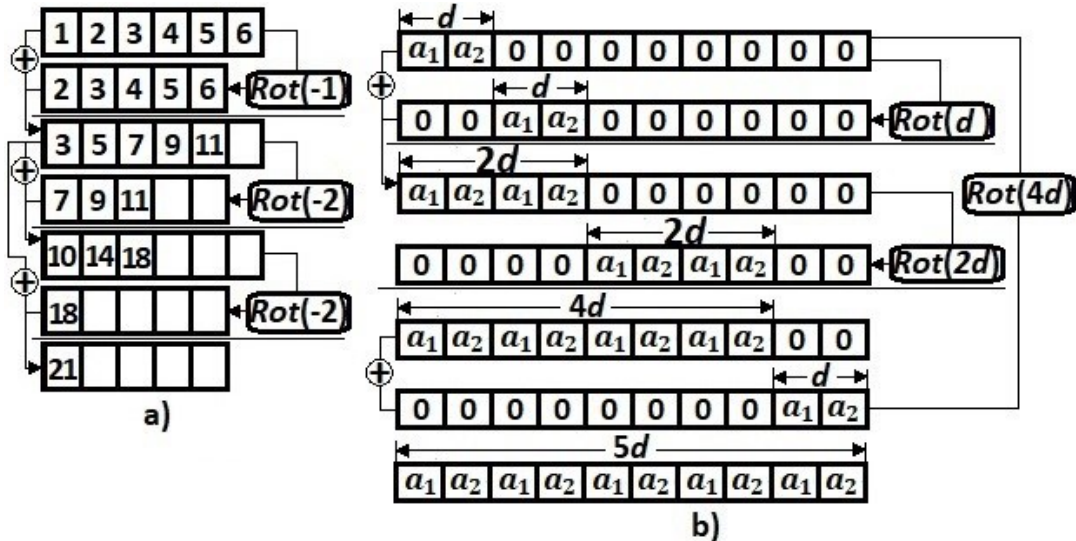 1 2 3 4 5 6
+
2 3 4 5 6 Rot(-1)
3 5 7 9 11
+
7 9 11 Rot(-2)
10 14 18
+
18 Rot(-2)
21
a)
d
a₁ a₂ 0 0 0 0 0 0 0 0
+
d
0 0 a₁ a₂ 0 0 0 0 0 0 Rot(d)
2d
a₁ a₂ a₁ a₂ 0 0 0 0 0 0
Rot(4d)
2d
0 0 0 0 a₁ a₂ a₁ a₂ 0 0 Rot(2d)
4d
a₁ a₂ a₁ a₂ a₁ a₂ a₁ a₂ 0 0
+
d
0 0 0 0 0 0 0 0 a₁ a₂
5d
a₁ a₂ a₁ a₂ a₁ a₂ a₁ a₂ a₁ a₂
b)